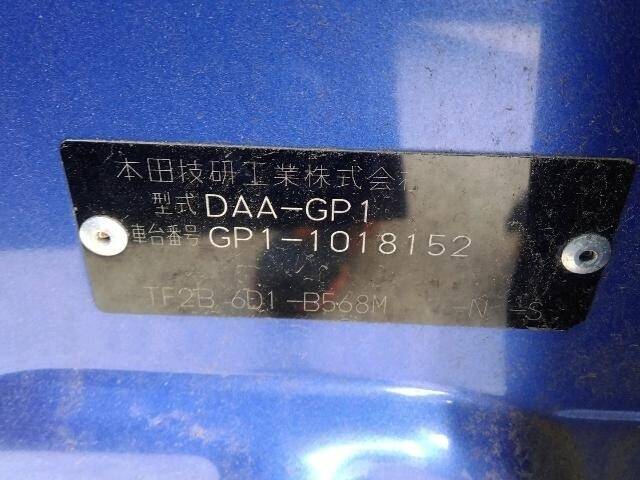 本田技研工業株式会社
型式 DAA-GP1
車台番号 GP1-1018152
TF2B 6D1-B568M -N -S